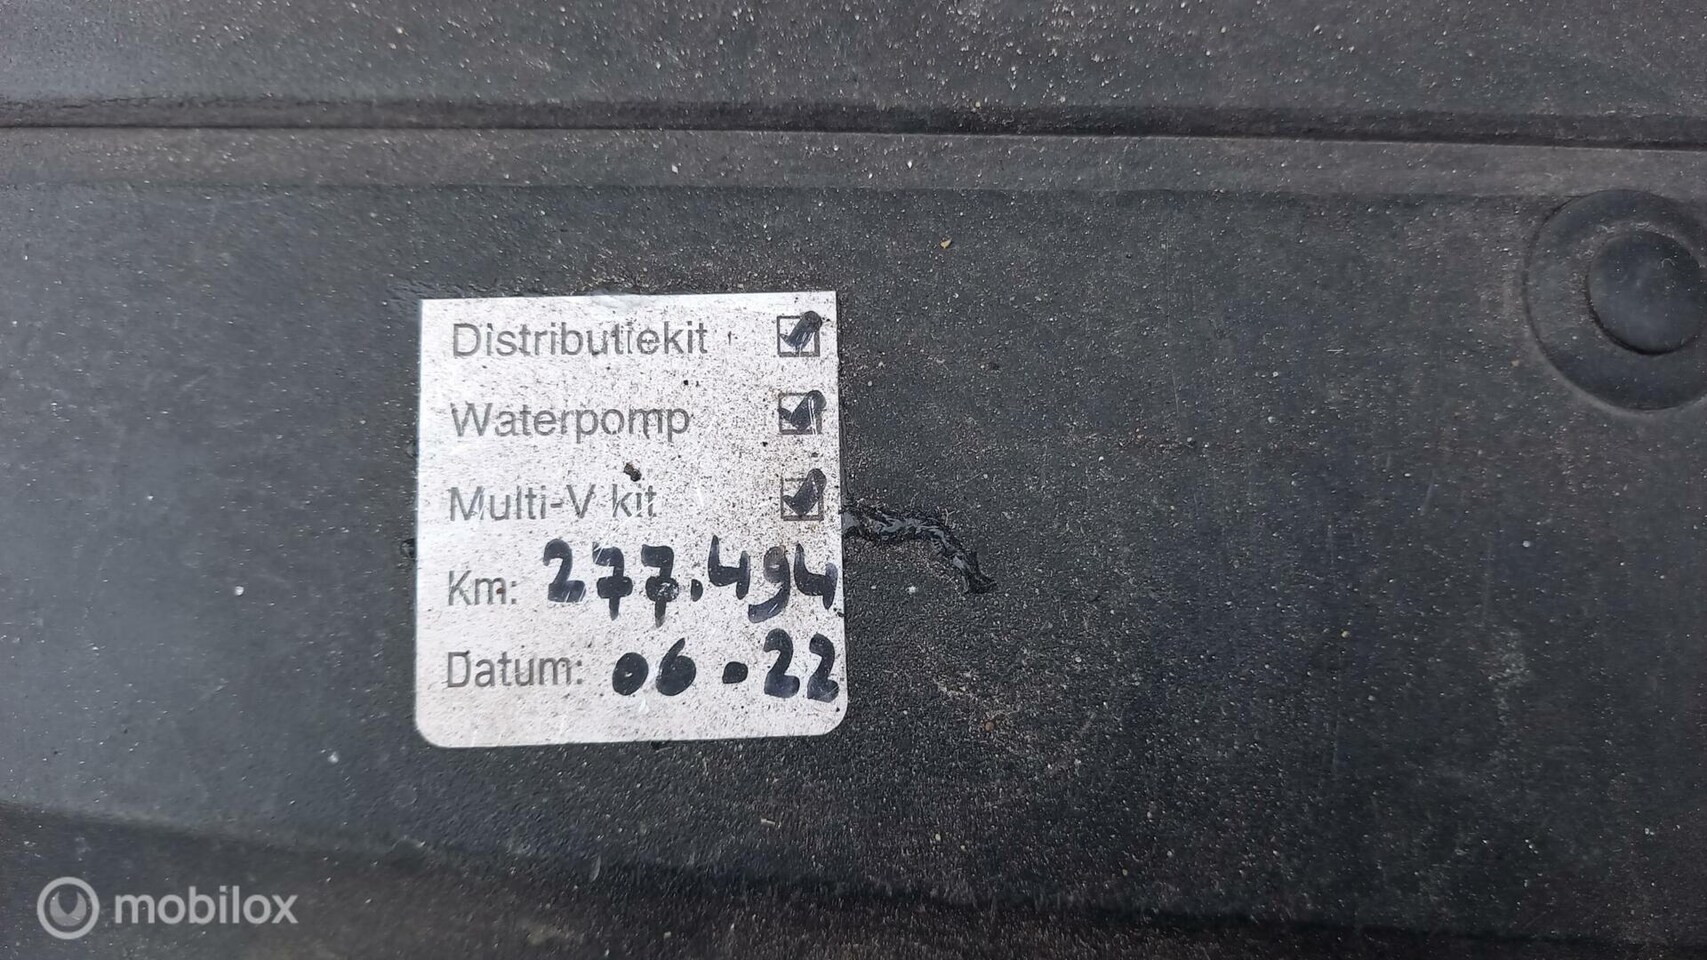 Distributiekit
Waterpomp
Multi-V kit
Km: 277.494
Datum: 06-22
mobilox